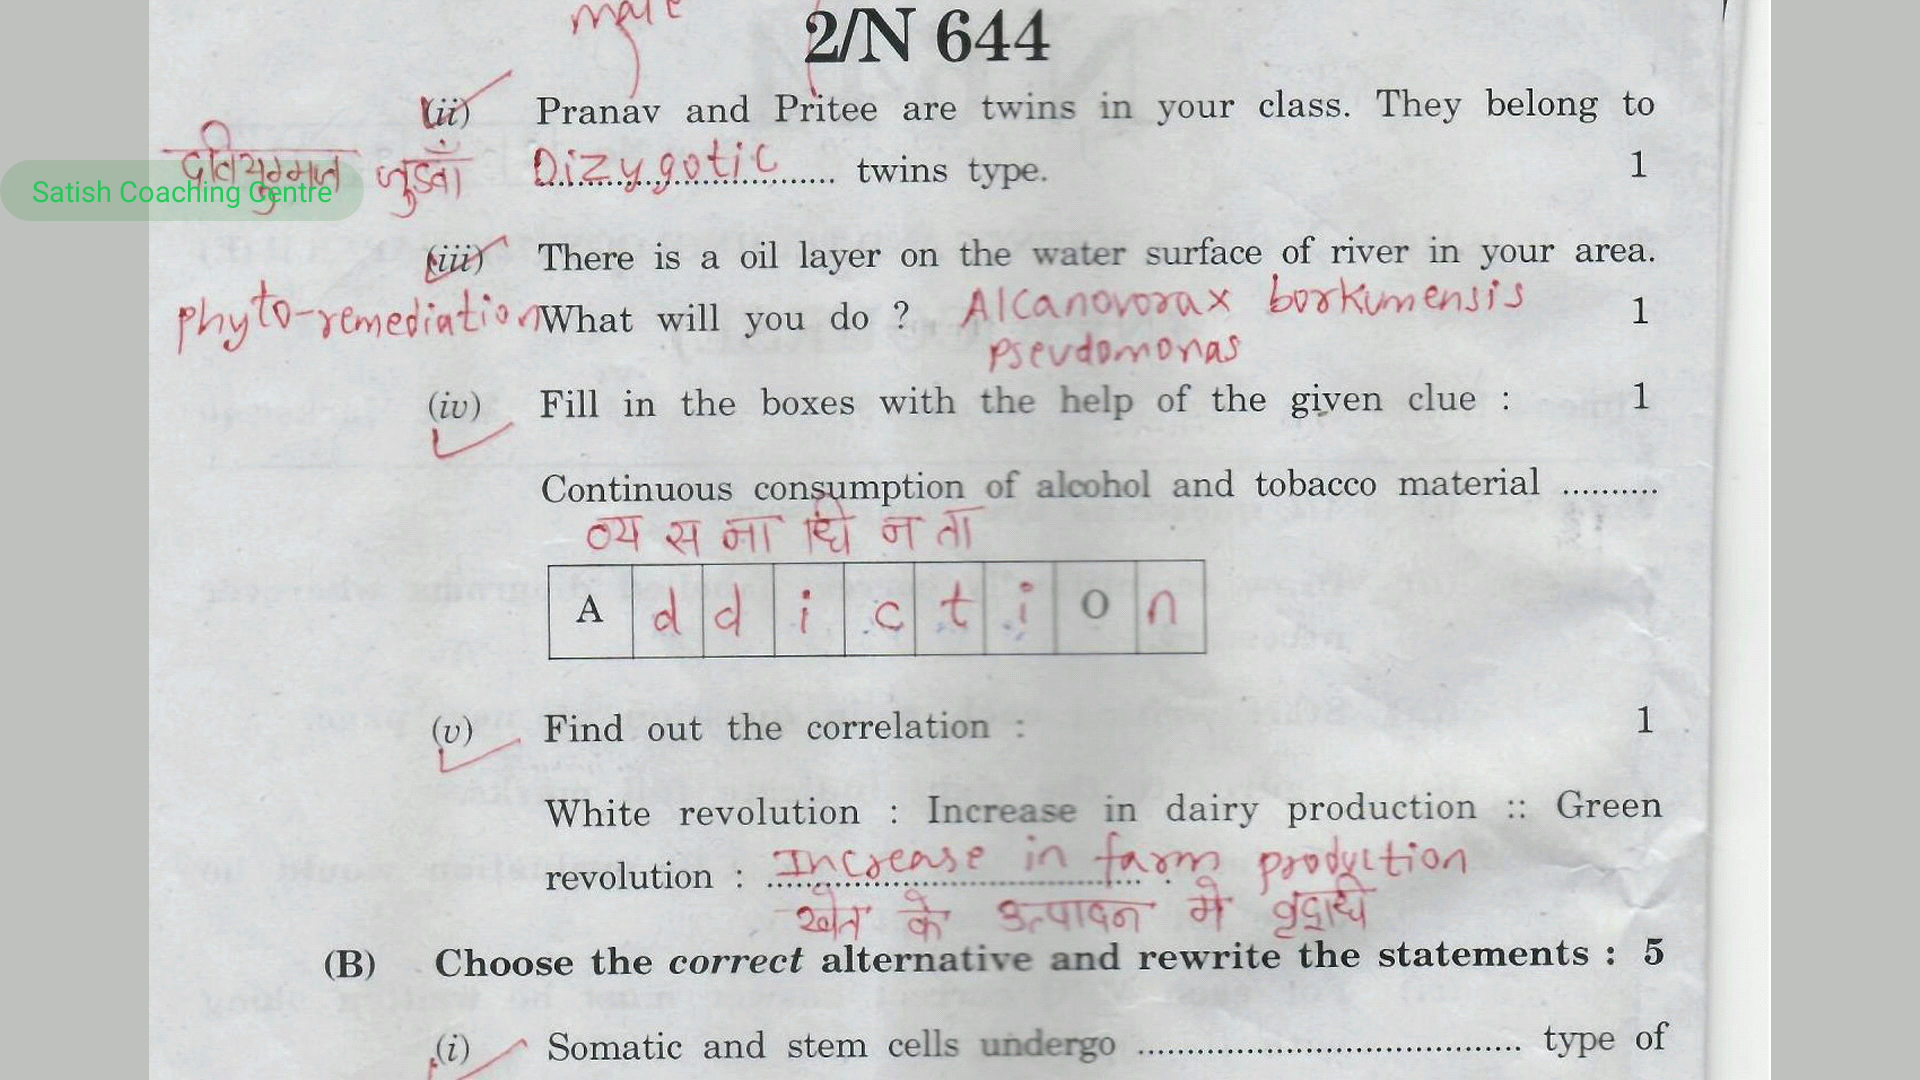 male
2/N 644
(ii) Pranav and Pritee are twins in your class. They belong to
द्वियुग्मज जुडवाँ Dizygotic .............................. twins type. 1
Satish Coaching Centre
(iii) There is a oil layer on the water surface of river in your area.
phyto-remediation What will you do ? Alcanovorax borkumensis 1
pseudomonas
(iv) Fill in the boxes with the help of the given clue : 1
Continuous consumption of alcohol and tobacco material ..........
व्य स ना धि न ता
A d d i c t i O n
(v) Find out the correlation : 1
White revolution : Increase in dairy production :: Green
revolution : Increase in farm production
खेत के उत्पादन में वृद्धि
(B) Choose the correct alternative and rewrite the statements : 5
(i) Somatic and stem cells undergo ...................................... type of